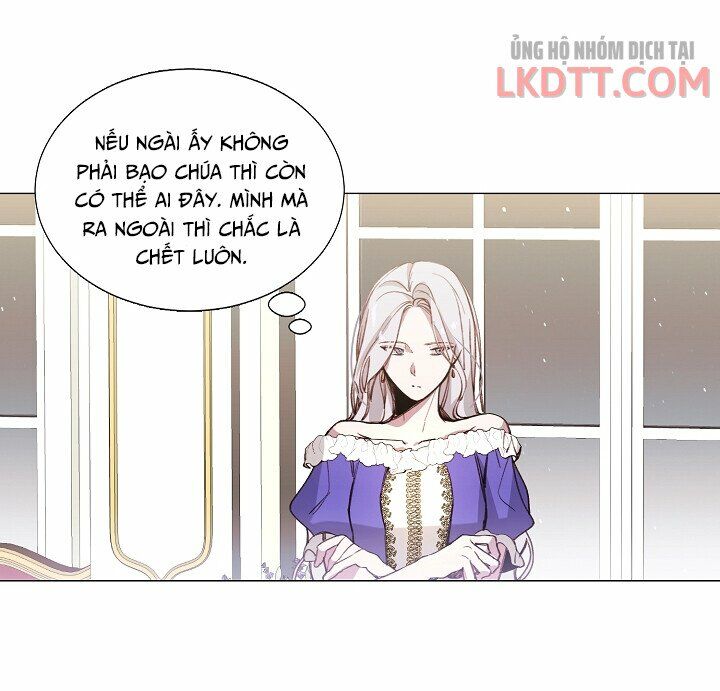 ỦNG HỘ NHÓM DỊCH TẠI
LKDTT.COM
NẾU NGÀI ẤY KHÔNG
PHẢI BẠO CHÚA THÌ CÒN
CÓ THỂ AI ĐÂY. MÌNH MÀ
RA NGOÀI THÌ CHẮC LÀ
CHẾT LUÔN.